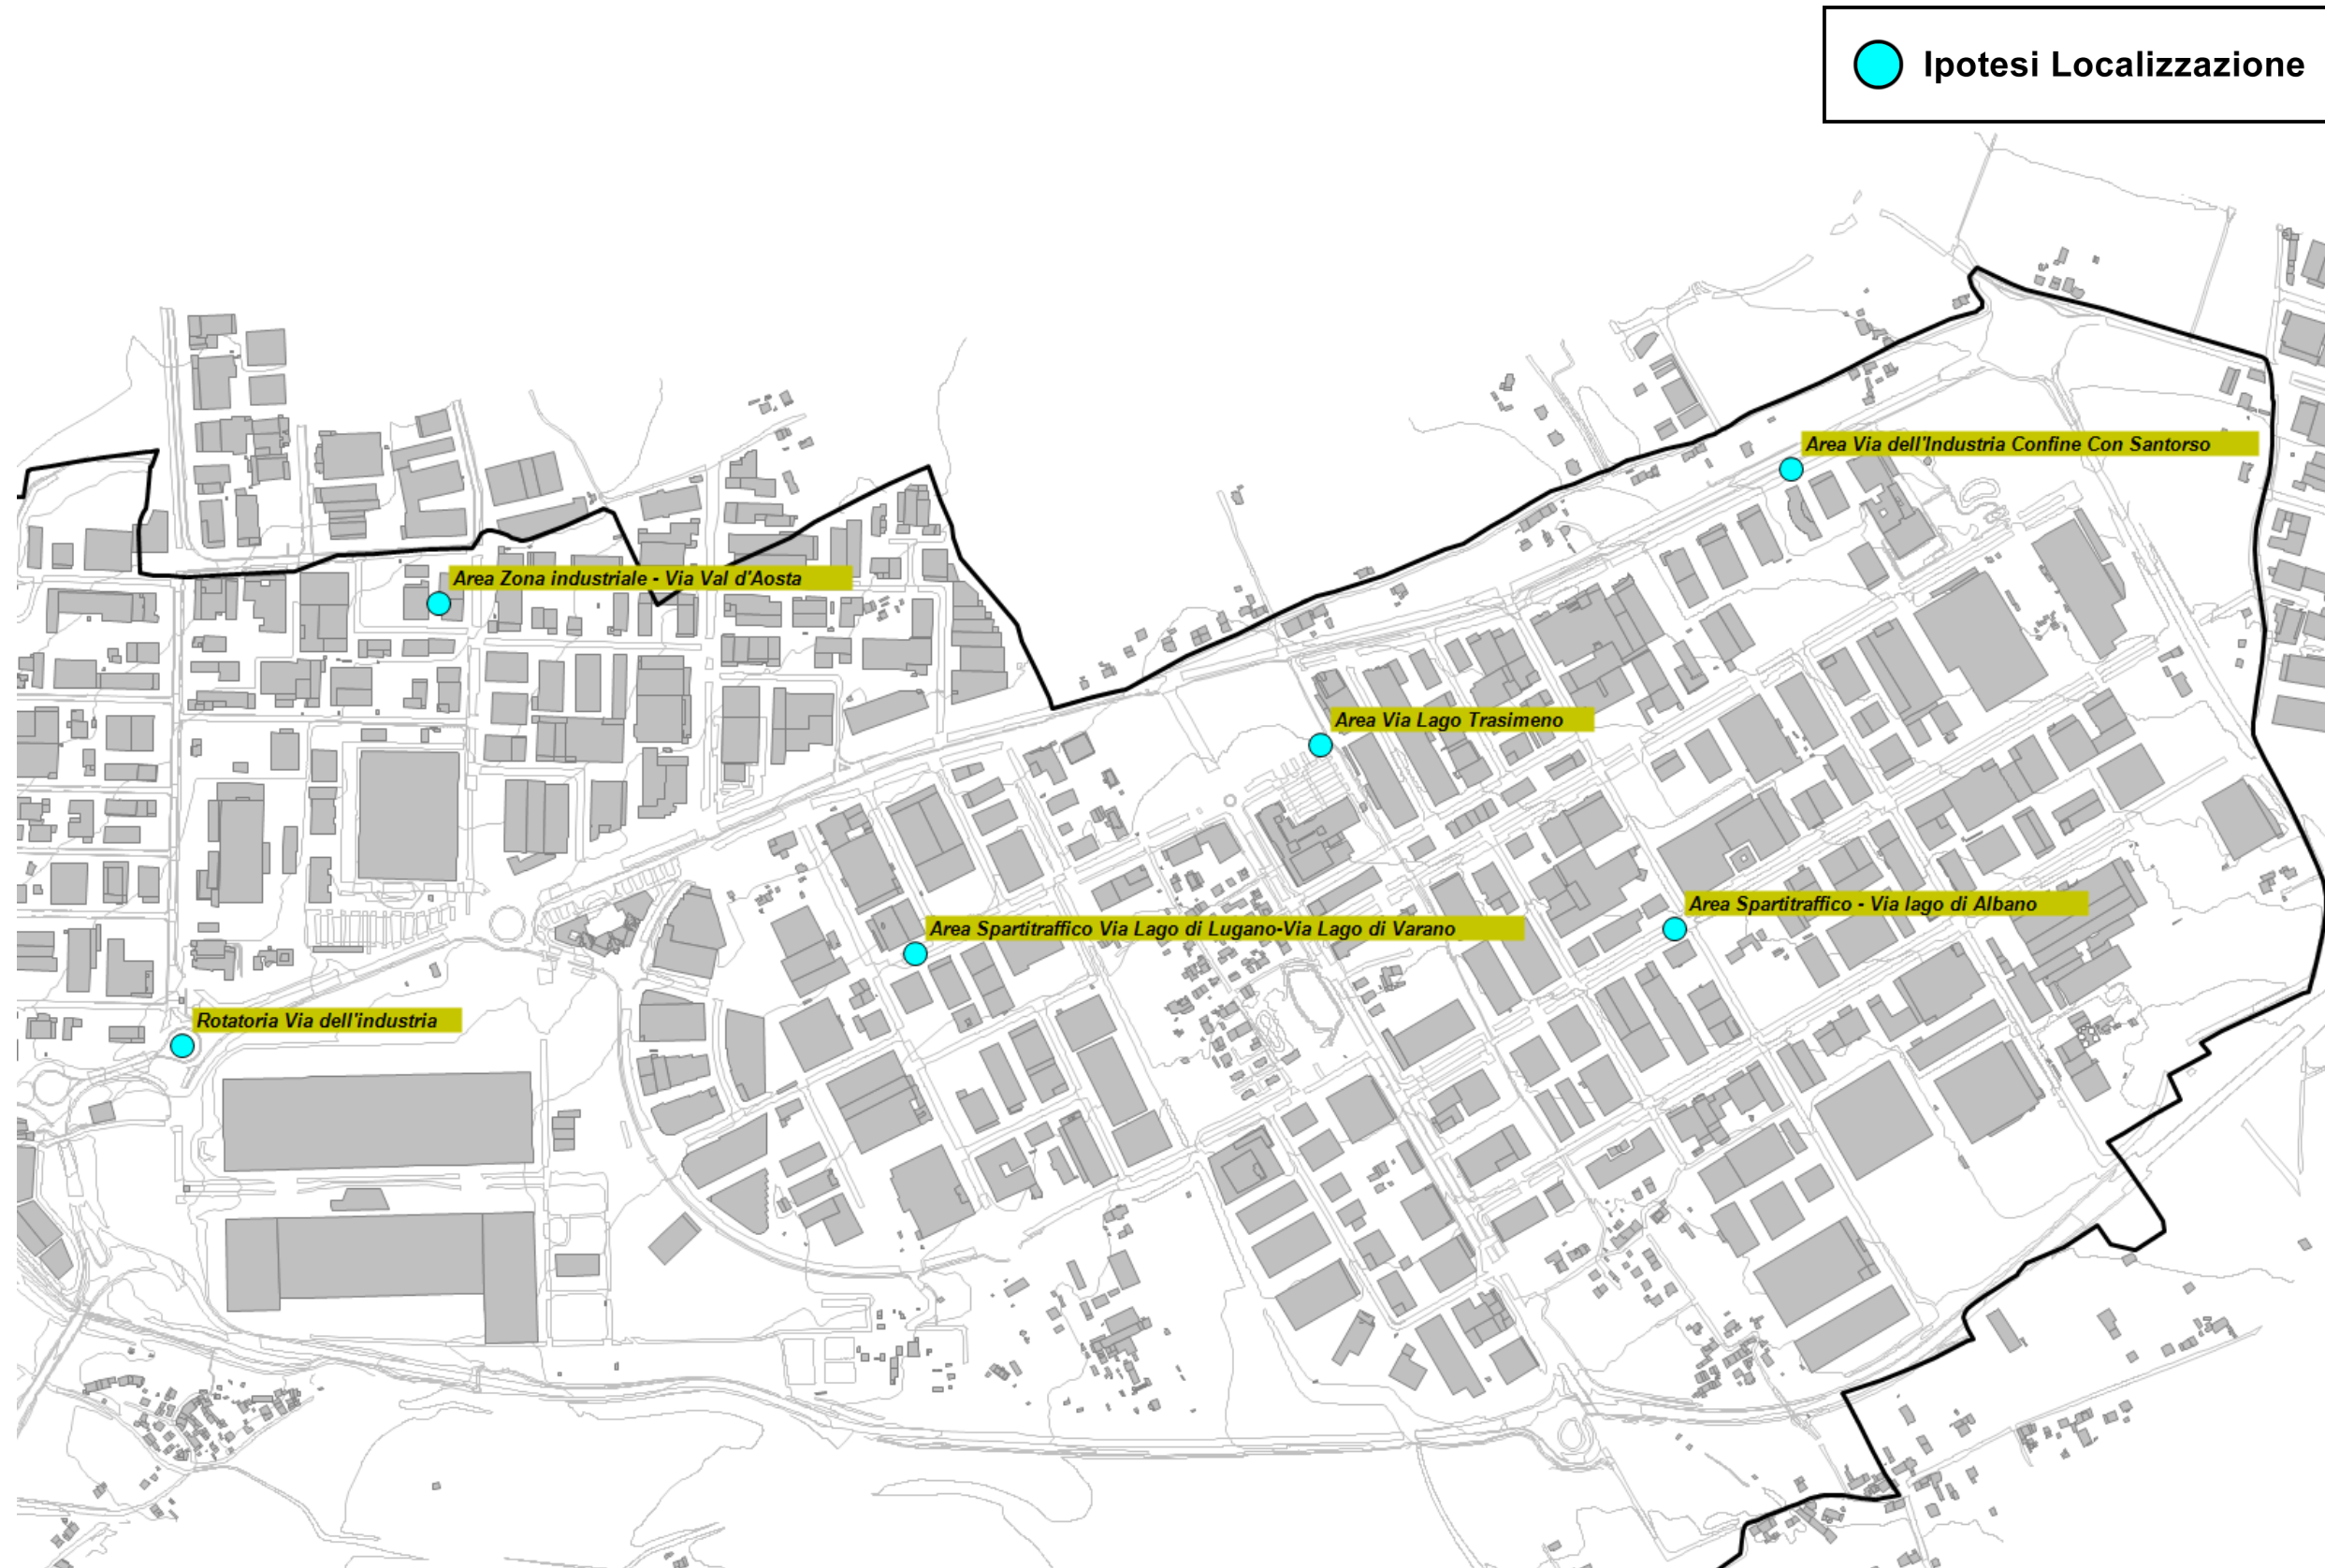 Ipotesi Localizzazione
Area Via dell'Industria Confine Con Santorso
Area Zona industriale - Via Val d'Aosta
Area Via Lago Trasimeno
Area Spartitraffico - Via lago di Albano
Area Spartitraffico Via Lago di Lugano-Via Lago di Varano
Rotatoria Via dell'industria